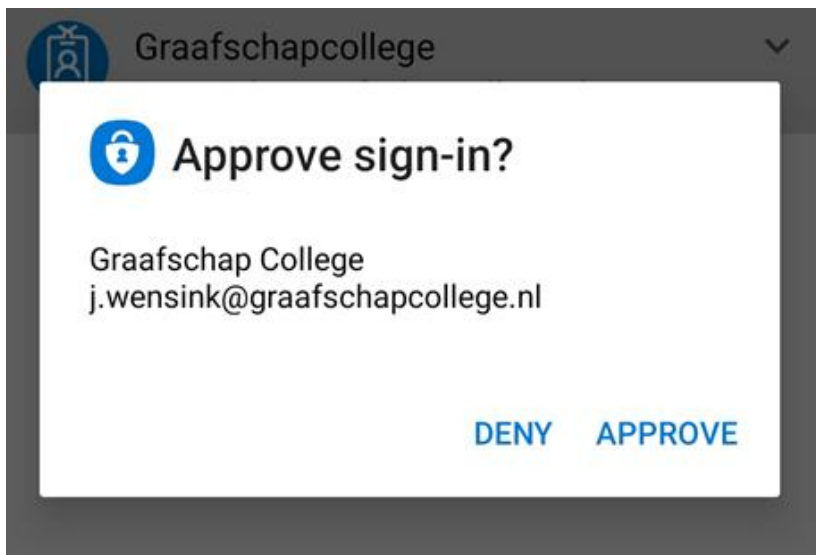 Graafschapcollege
Approve sign-in?
Graafschap College
j.wensink@graafschapcollege.nl
DENY APPROVE